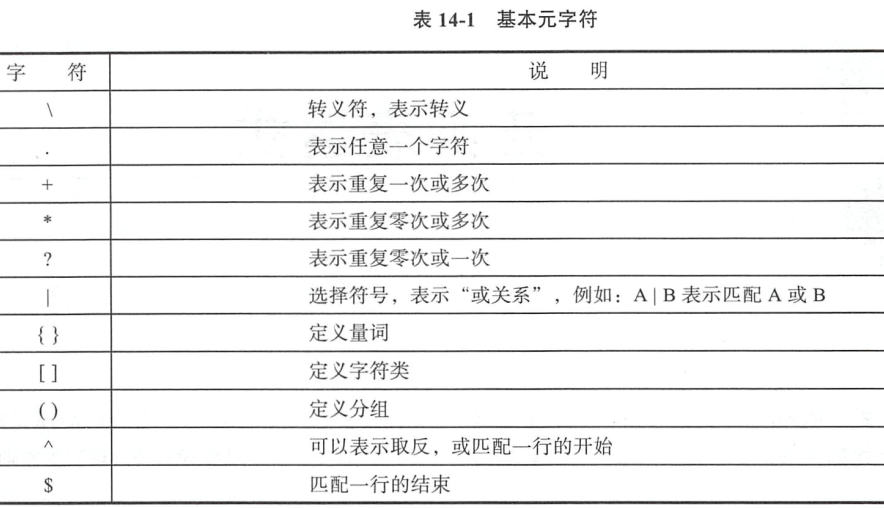 表 14-1 基本元字符
字 符 说 明
\ 转义符，表示转义
. 表示任意一个字符
+ 表示重复一次或多次
* 表示重复零次或多次
? 表示重复零次或一次
| 选择符号，表示“或关系”，例如：A | B 表示匹配 A 或 B
{ } 定义量词
[ ] 定义字符类
( ) 定义分组
^ 可以表示取反，或匹配一行的开始
$ 匹配一行的结束